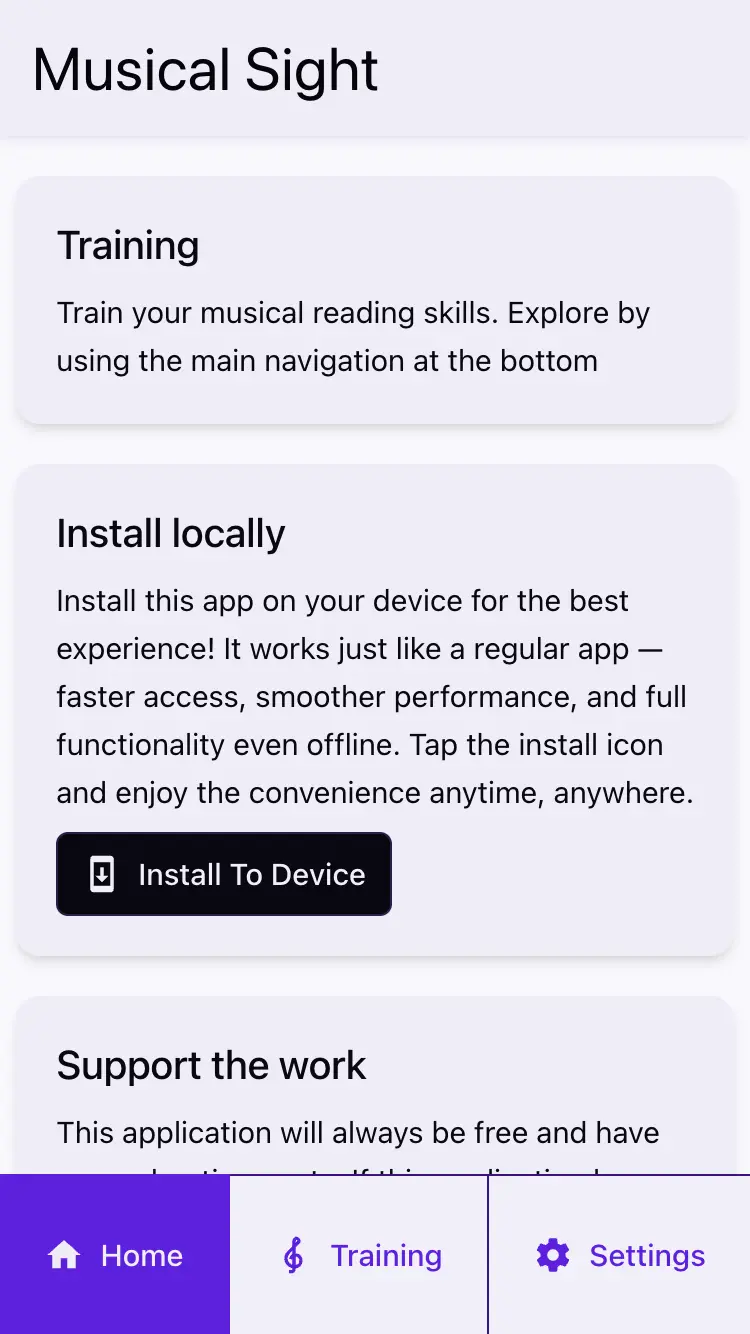 Musical Sight
Training
Train your musical reading skills. Explore by
using the main navigation at the bottom
Install locally
Install this app on your device for the best
experience! It works just like a regular app —
faster access, smoother performance, and full
functionality even offline. Tap the install icon
and enjoy the convenience anytime, anywhere.
Install To Device
Support the work
This application will always be free and have
Home
Training
Settings